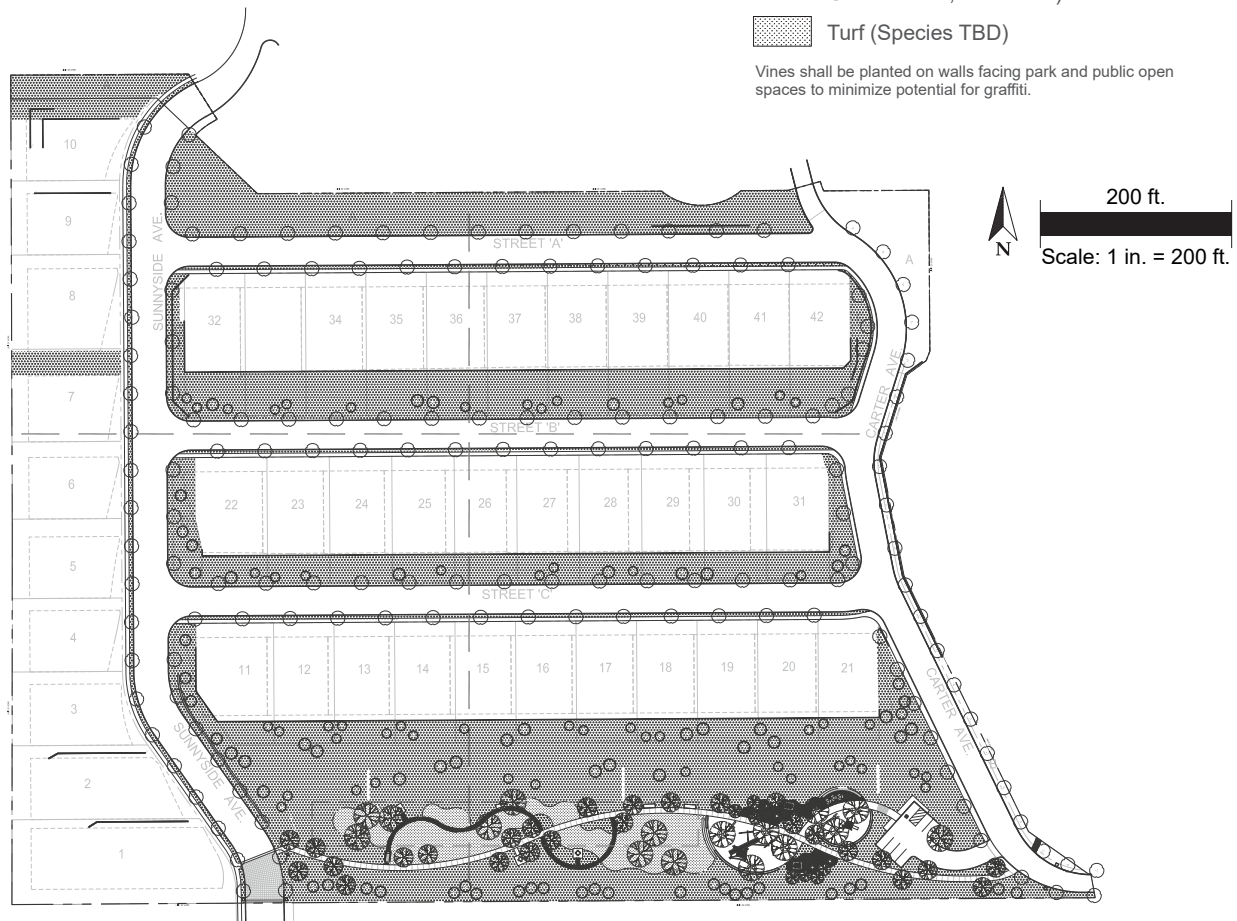 Turf (Species TBD)
Vines shall be planted on walls facing park and public open
spaces to minimize potential for graffiti.
200 ft.
N
Scale: 1 in. = 200 ft.
10
9
8
7
6
5
4
3
2
1
SUNNYSIDE AVE.
STREET 'A'
A
32
34
35
36
37
38
39
40
41
42
CARTER AVE.
STREET 'B'
22
23
24
25
26
27
28
29
30
31
STREET 'C'
11
12
13
14
15
16
17
18
19
20
21
SUNNYSIDE AVE.
CARTER AVE.